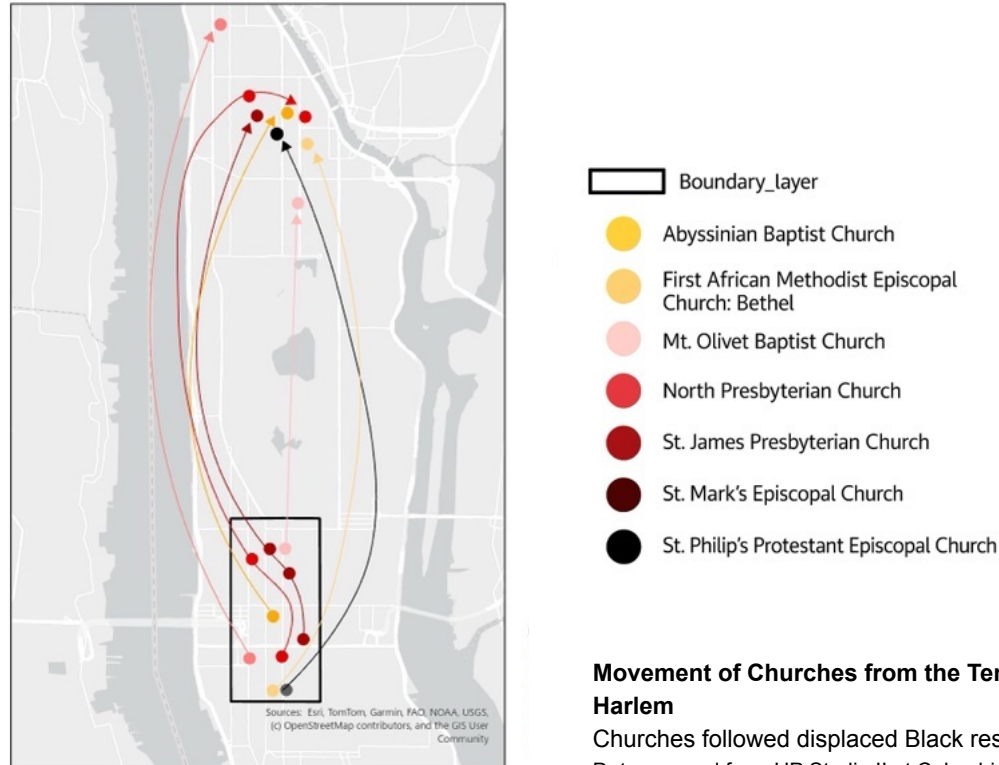 Sources: Esri, TomTom, Garmin, FAO, NOAA, USGS,
(c) OpenStreetMap contributors, and the GIS User
Community
Boundary_layer
Abyssinian Baptist Church
First African Methodist Episcopal
Church: Bethel
Mt. Olivet Baptist Church
North Presbyterian Church
St. James Presbyterian Church
St. Mark's Episcopal Church
St. Philip's Protestant Episcopal Church
Movement of Churches from the
Harlem
Churches followed displaced Black